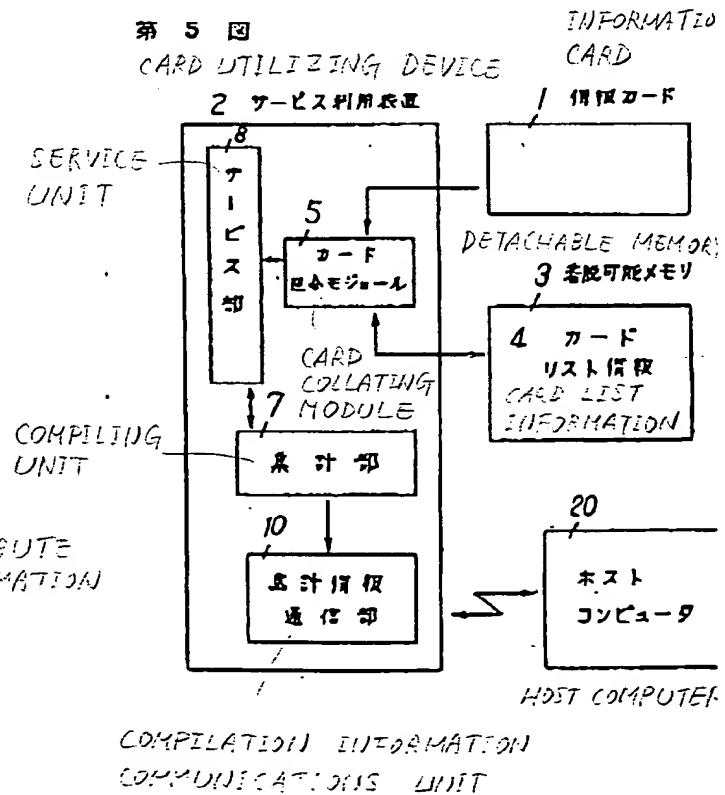 第 5 図
CARD UTILIZING DEVICE
2 サービス利用装置
INFORMATIO
CARD
1 情報カード
8
サービス部
SERVICE
UNIT
5
カード
モジュール
CARD
COLLATING
MODULE
DETACHABLE MEMORY
3 着脱可能メモリ
4 カード
リスト情報
CARD LIST
INFORMATION
7
集計部
COMPILING
UNIT
10
集計情報
通信部
20
ホスト
コンピュータ
HOST COMPUTER
BUTE
MATION
COMPILATION INFORMATION
COMMUNICATIONS UNIT